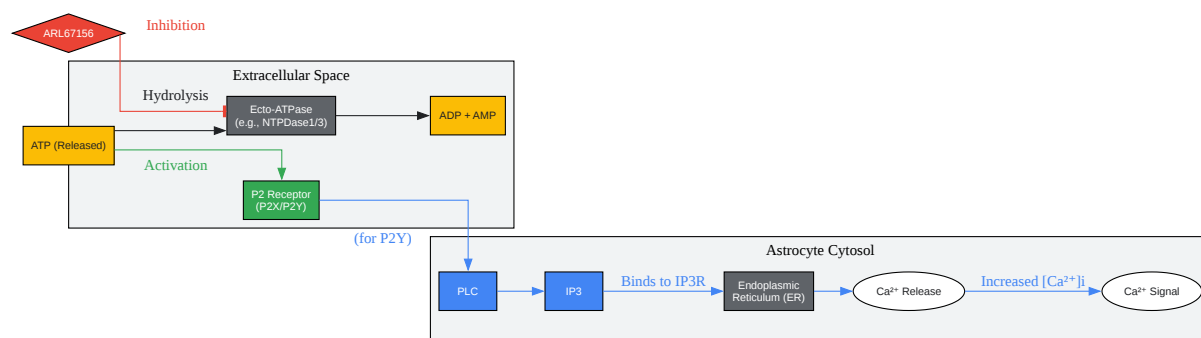 ARL67156
Inhibition
Extracellular Space
Hydrolysis
Ecto-ATPase
(e.g., NTPDase1/3)
ADP + AMP
ATP (Released)
Activation
P2 Receptor
(P2X/P2Y)
(for P2Y)
Astrocyte Cytosol
PLC
IP3
Binds to IP3R
Endoplasmic
Reticulum (ER)
Ca²⁺ Release
Increased [Ca²⁺]i
Ca²⁺ Signal